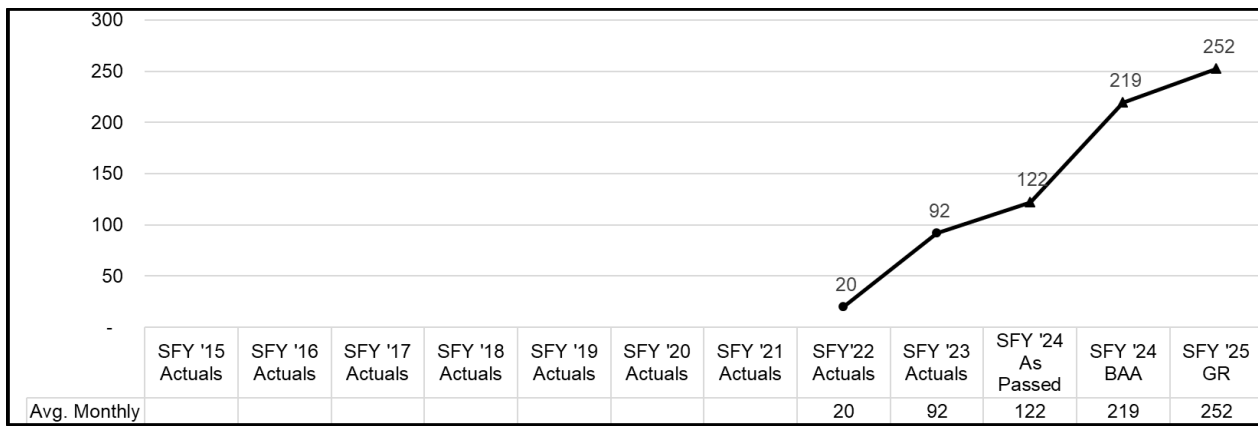 300
250
200
150
100
50
-
20
92
122
219
252
SFY '15 Actuals
SFY '16 Actuals
SFY '17 Actuals
SFY '18 Actuals
SFY '19 Actuals
SFY '20 Actuals
SFY '21 Actuals
SFY'22 Actuals
SFY '23 Actuals
SFY '24 As Passed
SFY '24 BAA
SFY '25 GR
Avg. Monthly 20 92 122 219 252